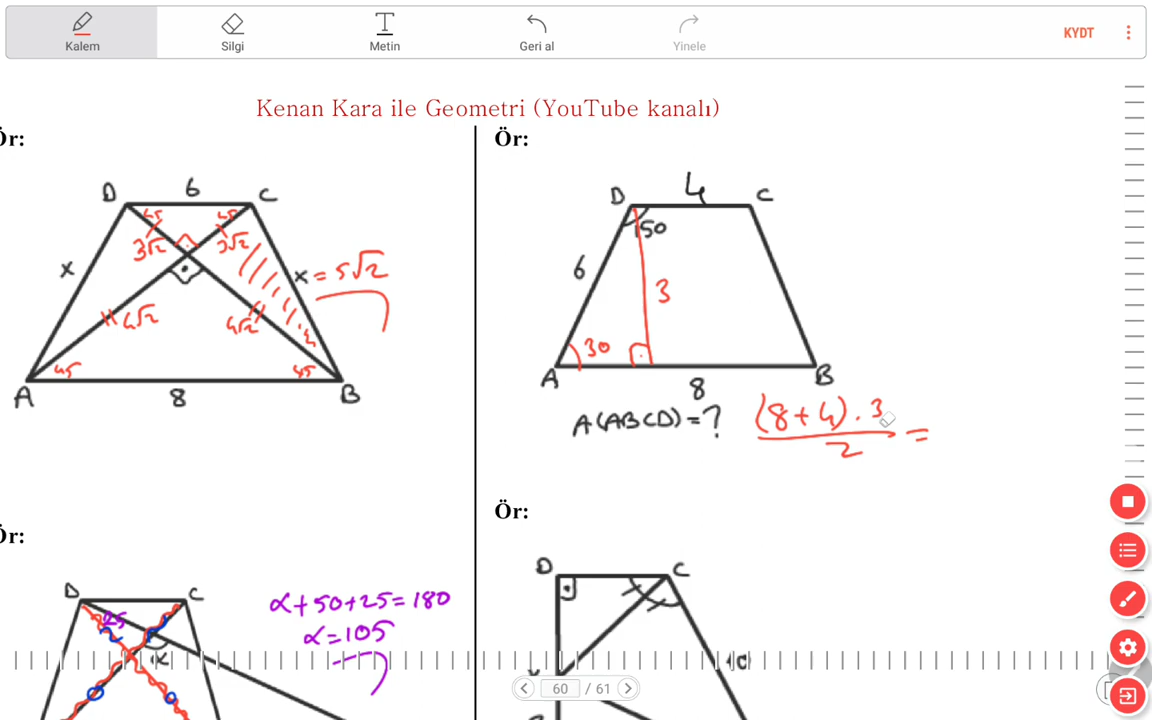 Kalem
Silgi
Metin
Geri al
Yinele
KYDT
Kenan Kara ile Geometri (YouTube kanalı)
Ör:
D 6 C
45 45
3√2 3√2
x
x = 5√2
4√2 4√2
45 45
A 8 B
Ör:
D 4 C
150
6
3
30
A 8 B
A(ABCD)=?
(8+4).3
2
=
Ör:
D C
25
α
α+50+25=180
α=105
Ör:
D C
10
60 / 61